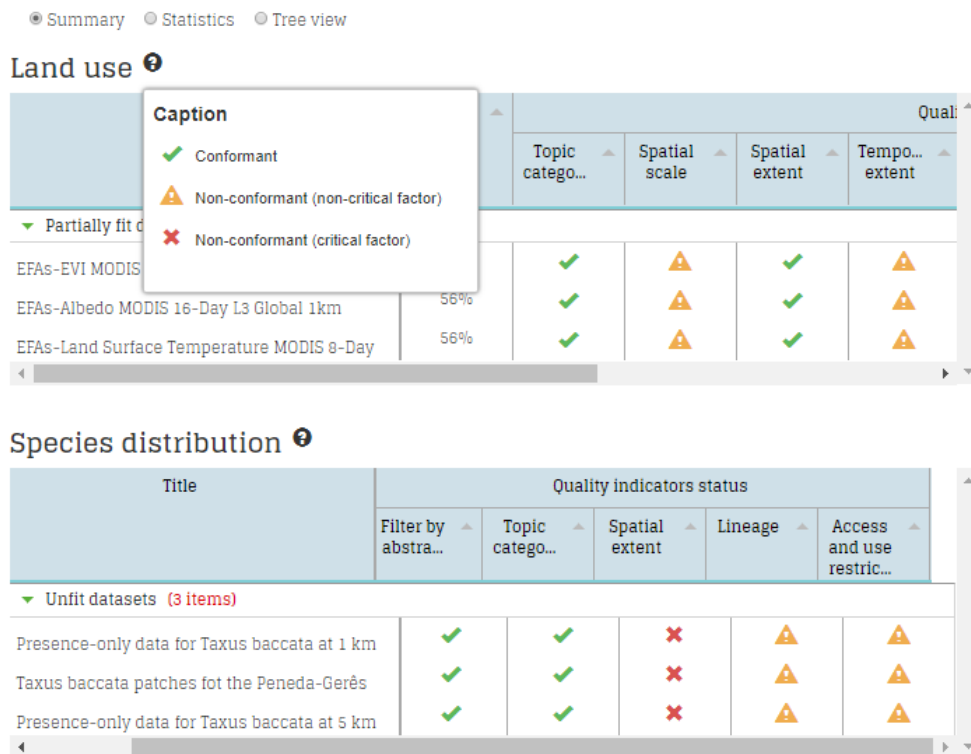 Summary Statistics Tree view
Land use ?
Caption
Conformant
Non-conformant (non-critical factor)
Non-conformant (critical factor)
Quali
Topic catego... Spatial scale Spatial extent Tempo... extent
Partially fit d
EFAs-EVI MODIS
EFAs-Albedo MODIS 16-Day L3 Global 1km 56%
EFAs-Land Surface Temperature MODIS 8-Day 56%
Species distribution ?
Title Quality indicators status
Filter by abstra... Topic catego... Spatial extent Lineage Access and use restric...
Unfit datasets (3 items)
Presence-only data for Taxus baccata at 1 km
Taxus baccata patches fot the Peneda-Gerês
Presence-only data for Taxus baccata at 5 km